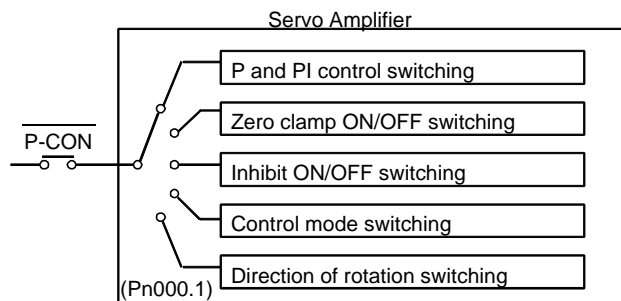 Servo Amplifier
P and PI control switching
P-CON
Zero clamp ON/OFF switching
Inhibit ON/OFF switching
Control mode switching
Direction of rotation switching
(Pn000.1)